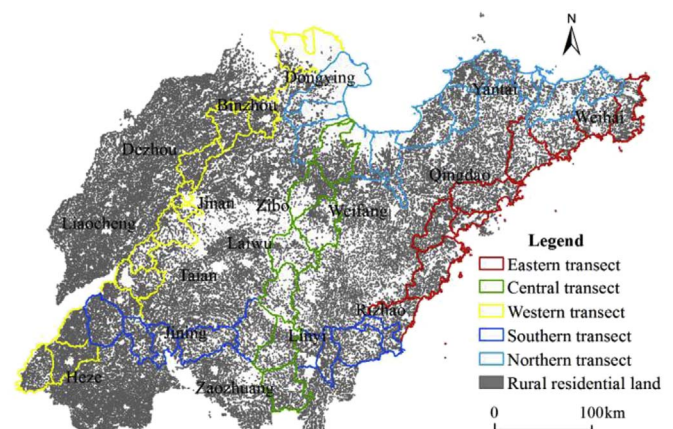 N
Dongying
Yantai
Binzhou
Weihai
Dezhou
Qingdao
Jinan
Zibo
Weifang
Liaocheng
Laiwu
Taian
Rizhao
Jining
Linyi
Heze
Zaozhuang
Legend
Eastern transect
Central transect
Western transect
Southern transect
Northern transect
Rural residential land
0 100km